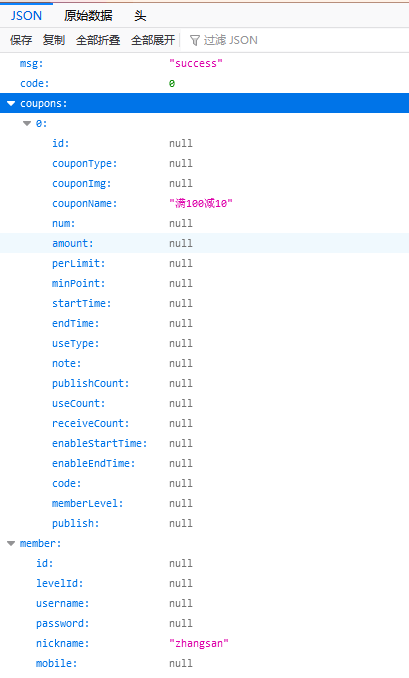 JSON 原始数据 头
保存 复制 全部折叠 全部展开 过滤 JSON
msg: "success"
code: 0
coupons:
0:
id: null
couponType: null
couponImg: null
couponName: "满100减10"
num: null
amount: null
perLimit: null
minPoint: null
startTime: null
endTime: null
useType: null
note: null
publishCount: null
useCount: null
receiveCount: null
enableStartTime: null
enableEndTime: null
code: null
memberLevel: null
publish: null
member:
id: null
levelId: null
username: null
password: null
nickname: "zhangsan"
mobile: null